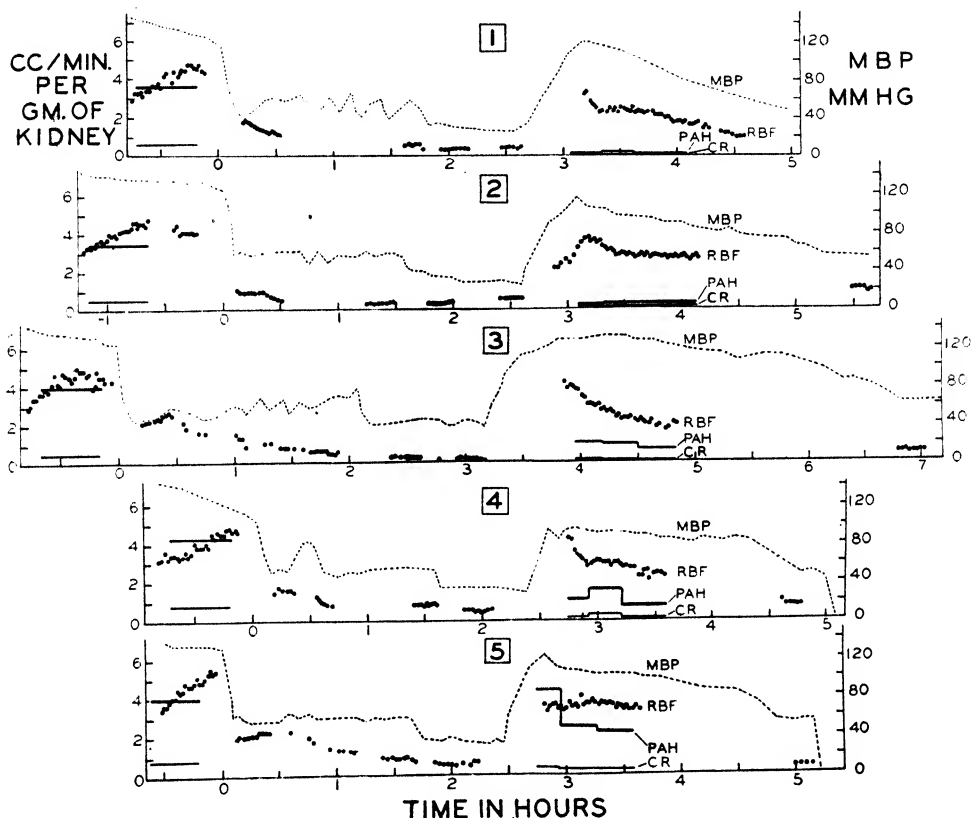 CC/MIN.
PER
GM. OF
KIDNEY
MBP
MMHG
1
6
4
2
0
120
80
40
0
MBP
RBF
PAH
CR
0 1 2 3 4 5
2
6
4
2
0
120
80
40
0
MBP
RBF
PAH
CR
-1 0 1 2 3 4 5
3
6
4
2
0
120
80
40
0
MBP
RBF
PAH
CR
0 1 2 3 4 5 6 7
4
6
4
2
0
120
80
40
0
MBP
RBF
PAH
CR
0 1 2 3 4 5
5
6
4
2
0
120
80
40
0
MBP
RBF
PAH
CR
0 1 2 3 4 5
TIME IN HOURS